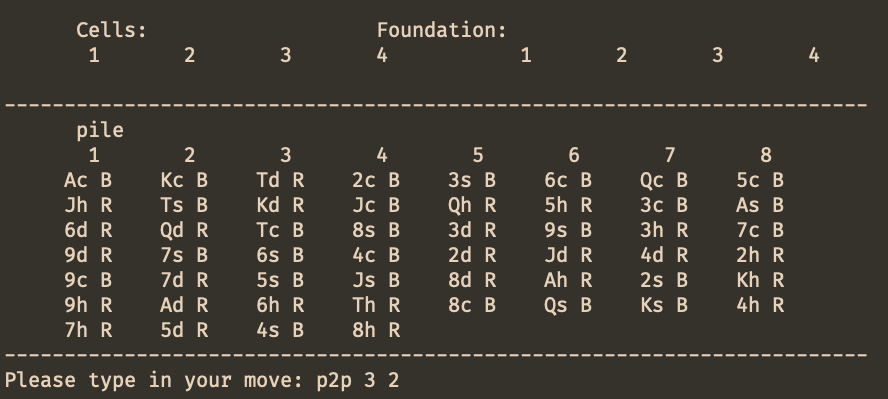 Cells: Foundation:
1 2 3 4 1 2 3 4
--------------------------------------------------------------------------
pile
1 2 3 4 5 6 7 8
Ac B Kc B Td R 2c B 3s B 6c B Qc B 5c B
Jh R Ts B Kd R Jc B Qh R 5h R 3c B As B
6d R Qd R Tc B 8s B 3d R 9s B 3h R 7c B
9d R 7s B 6s B 4c B 2d R Jd R 4d R 2h R
9c B 7d R 5s B Js B 8d R Ah R 2s B Kh R
9h R Ad R 6h R Th R 8c B Qs B Ks B 4h R
7h R 5d R 4s B 8h R
--------------------------------------------------------------------------
Please type in your move: p2p 3 2